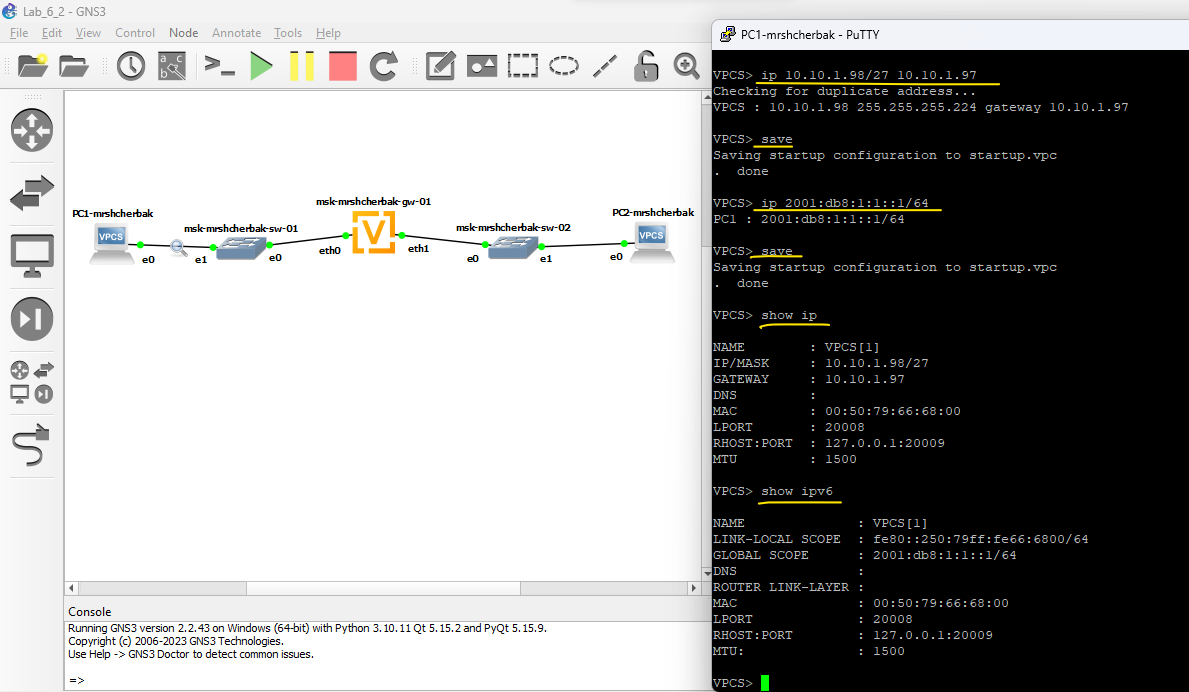 Lab_6_2 - GNS3
File Edit View Control Node Annotate Tools Help
PC1-mrshcherbak
VPCS
e0
msk-mrshcherbak-sw-01
e1
e0
msk-mrshcherbak-gw-01
V
eth0
eth1
msk-mrshcherbak-sw-02
e0
e1
PC2-mrshcherbak
VPCS
e0
Console
Running GNS3 version 2.2.43 on Windows (64-bit) with Python 3.10.11 Qt 5.15.2 and PyQt 5.15.9.
Copyright (c) 2006-2023 GNS3 Technologies.
Use Help -> GNS3 Doctor to detect common issues.
=>
PC1-mrshcherbak - PuTTY
VPCS> ip 10.10.1.98/27 10.10.1.97
Checking for duplicate address...
VPCS : 10.10.1.98 255.255.255.224 gateway 10.10.1.97
VPCS> save
Saving startup configuration to startup.vpc
.  done
VPCS> ip 2001:db8:1:1::1/64
PC1 : 2001:db8:1:1::1/64
VPCS> save
Saving startup configuration to startup.vpc
.  done
VPCS> show ip
NAME        : VPCS[1]
IP/MASK     : 10.10.1.98/27
GATEWAY     : 10.10.1.97
DNS         :
MAC         : 00:50:79:66:68:00
LPORT       : 20008
RHOST:PORT  : 127.0.0.1:20009
MTU         : 1500
VPCS> show ipv6
NAME              : VPCS[1]
LINK-LOCAL SCOPE  : fe80::250:79ff:fe66:6800/64
GLOBAL SCOPE      : 2001:db8:1:1::1/64
DNS               :
ROUTER LINK-LAYER :
MAC               : 00:50:79:66:68:00
LPORT             : 20008
RHOST:PORT        : 127.0.0.1:20009
MTU:              : 1500
VPCS>